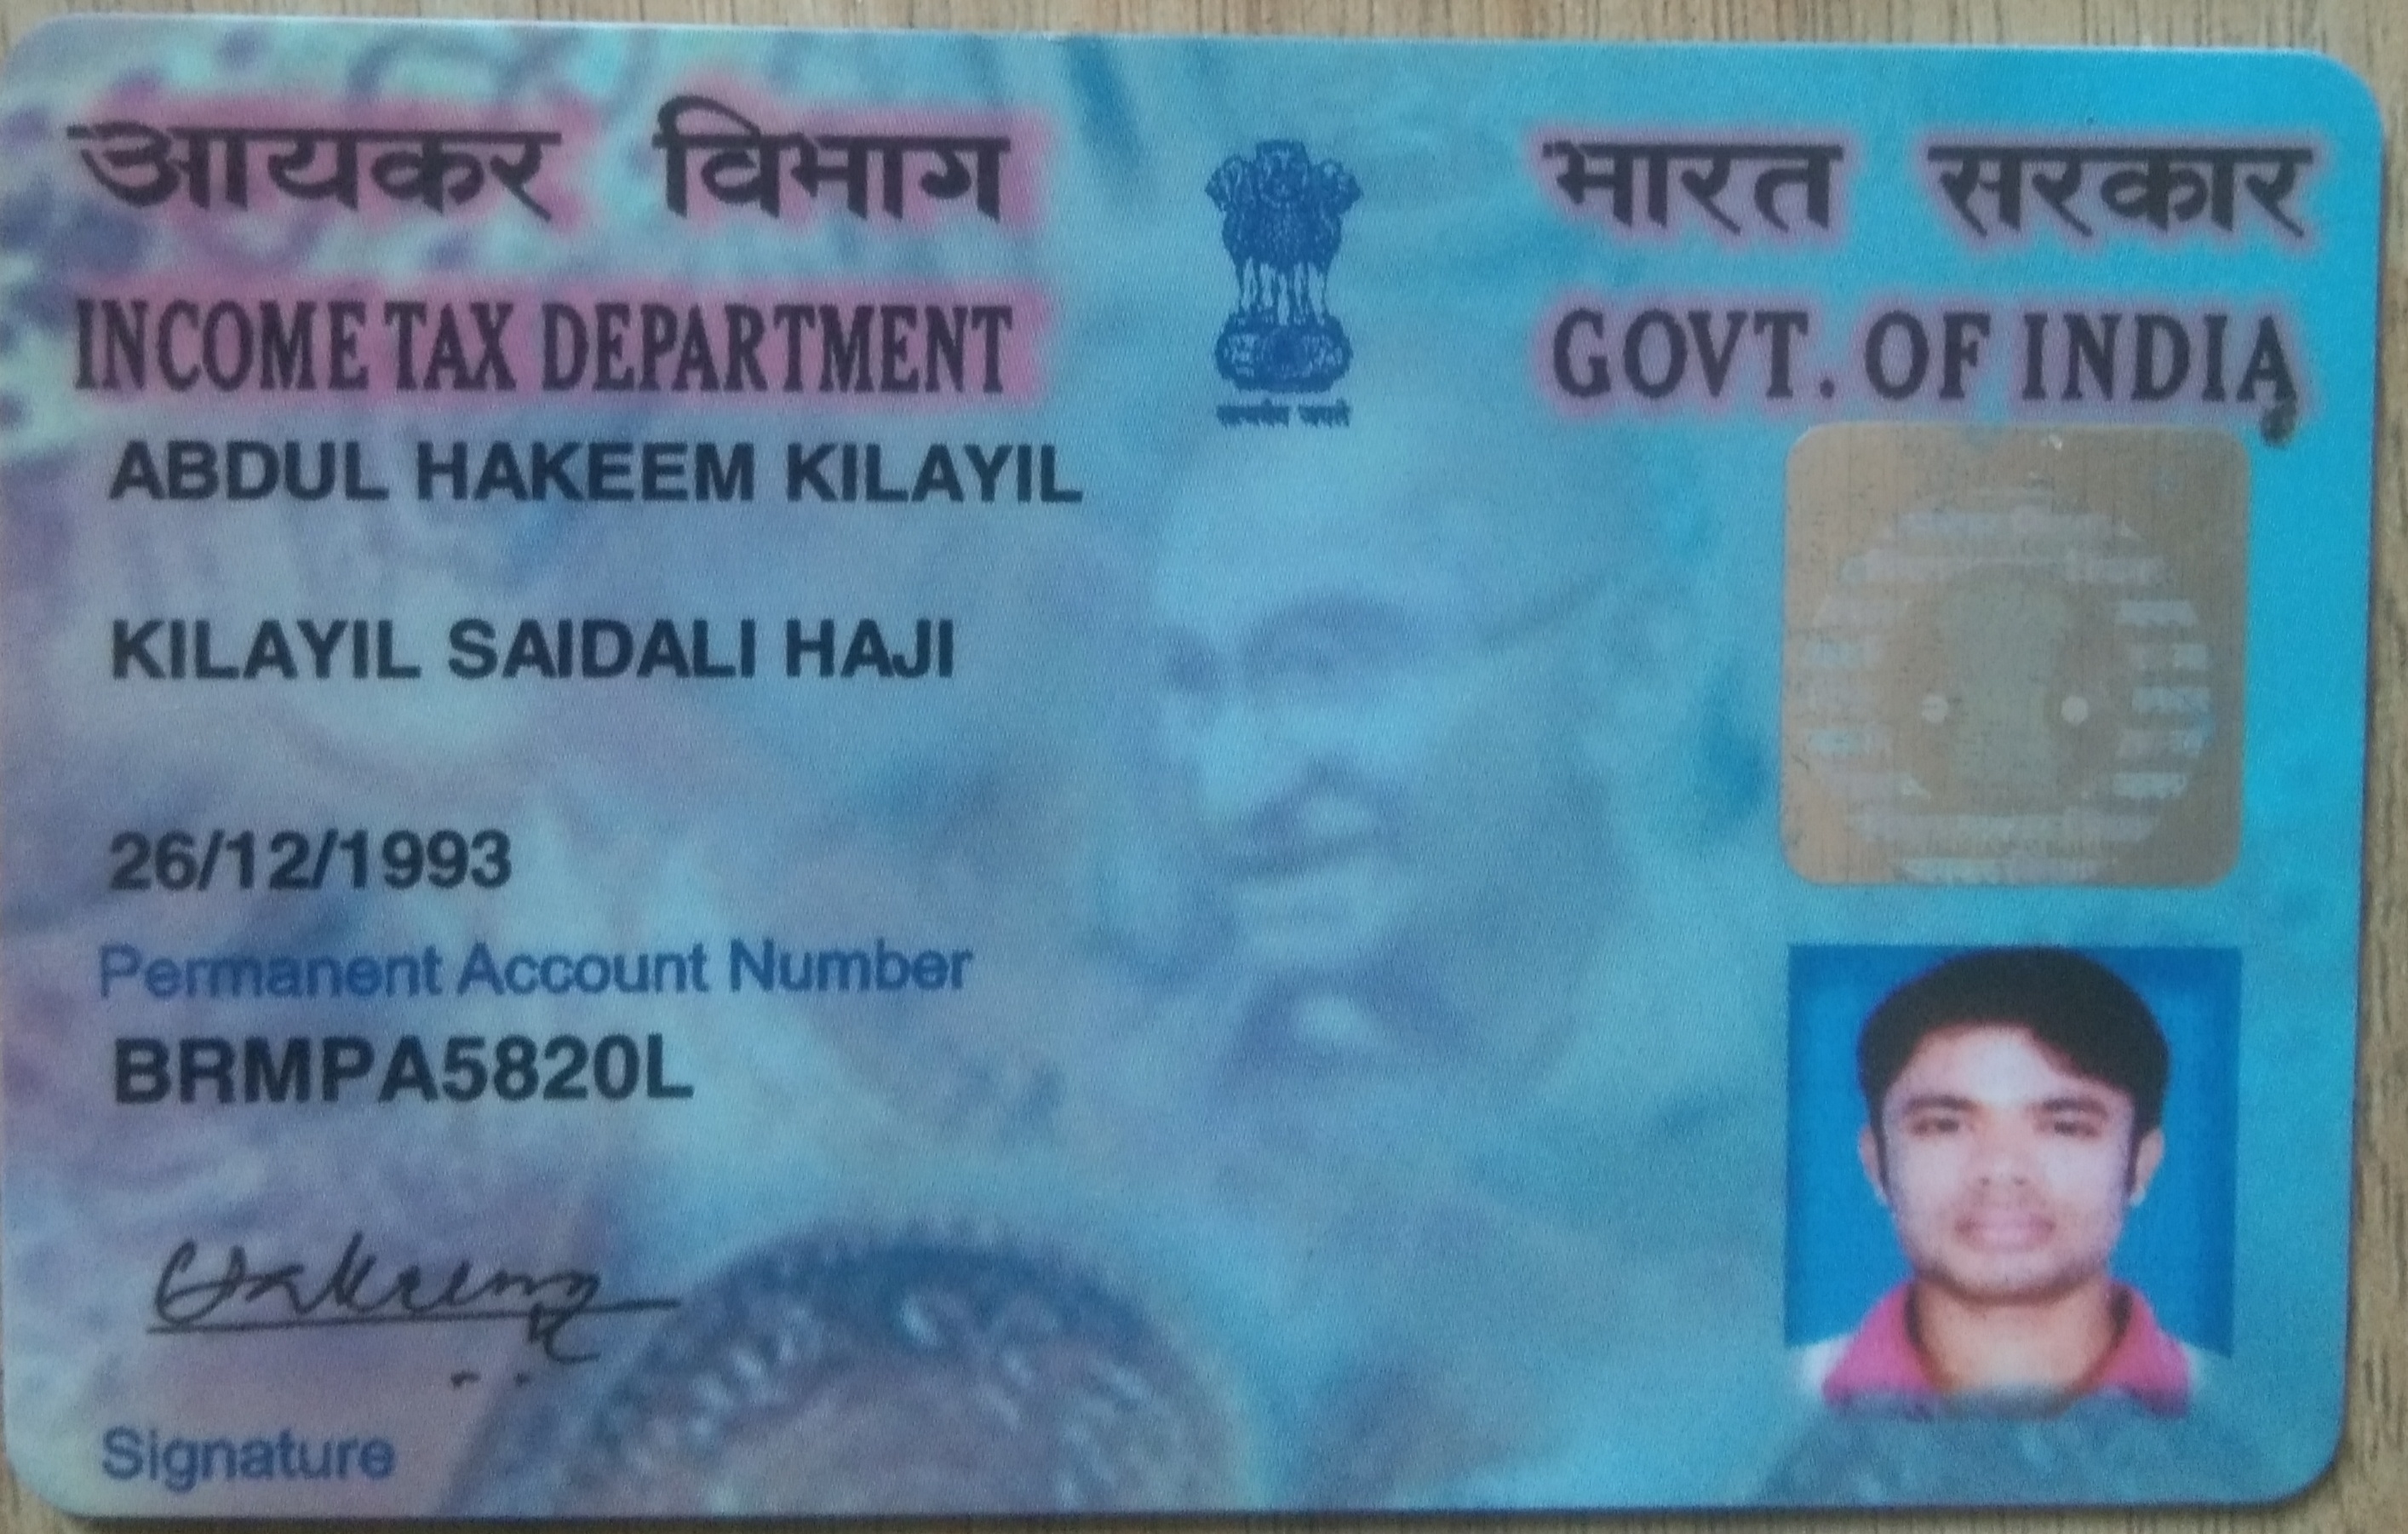 आयकर विभाग
भारत सरकार
INCOME TAX DEPARTMENT
GOVT. OF INDIA
सत्यमेव जयते
ABDUL HAKEEM KILAYIL
KILAYIL SAIDALI HAJI
26/12/1993
Permanent Account Number
BRMPA5820L
Signature